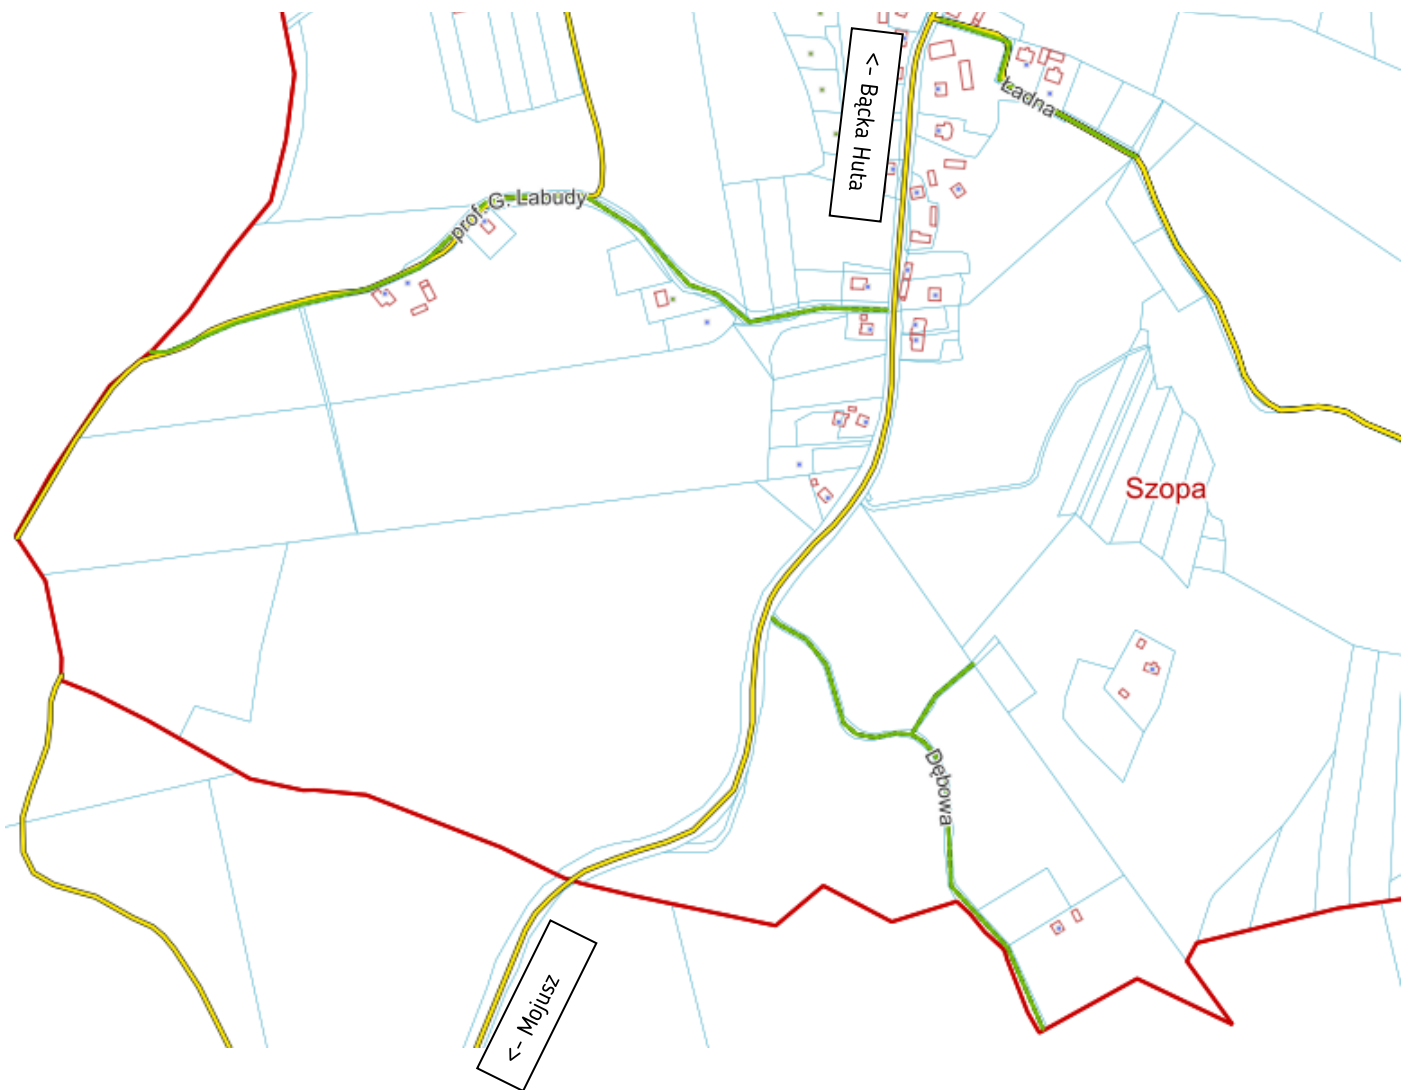 <- Bącka Huta
Ładna
prof. G. Labudy
Szopa
Dębowa
<- Mojusz